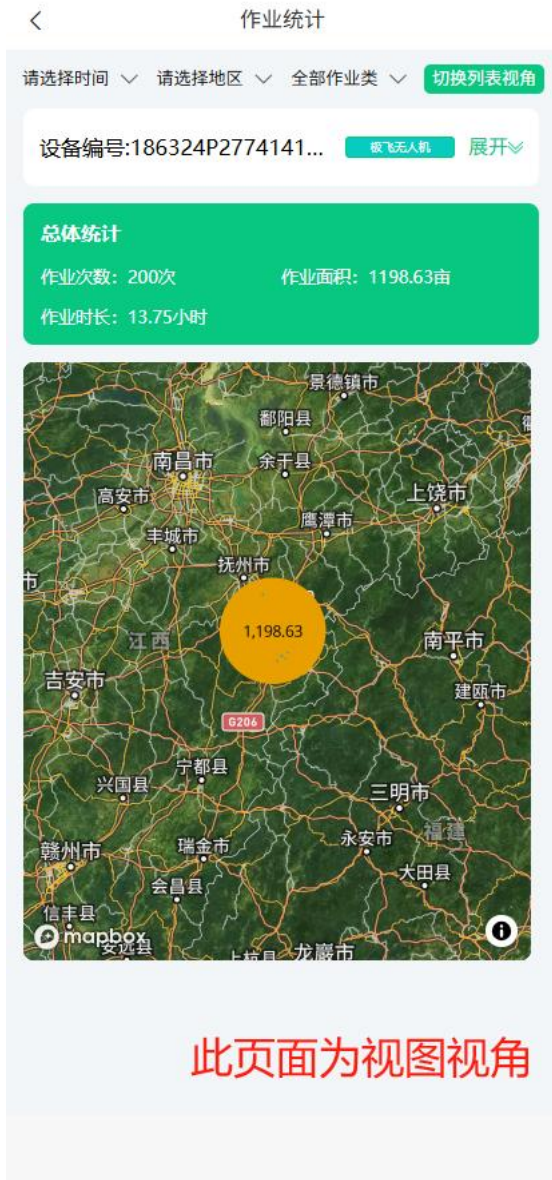 作业统计
请选择时间 请选择地区 全部作业类 切换列表视角
设备编号:186324P2774141... 极飞无人机 展开
总体统计
作业次数：200次 作业面积：1198.63亩
作业时长：13.75小时
景德镇市
鄱阳县
南昌市 余干县
高安市 上饶市
鹰潭市
丰城市
抚州市
市
1,198.63
江西 南平市
吉安市
建瓯市
G206
宁都县
兴国县 三明市
永安市 福建
赣州市 瑞金市
大田县
会昌县
信丰县
mapbox
安远县 上杭县 龙岩市
此页面为视图视角